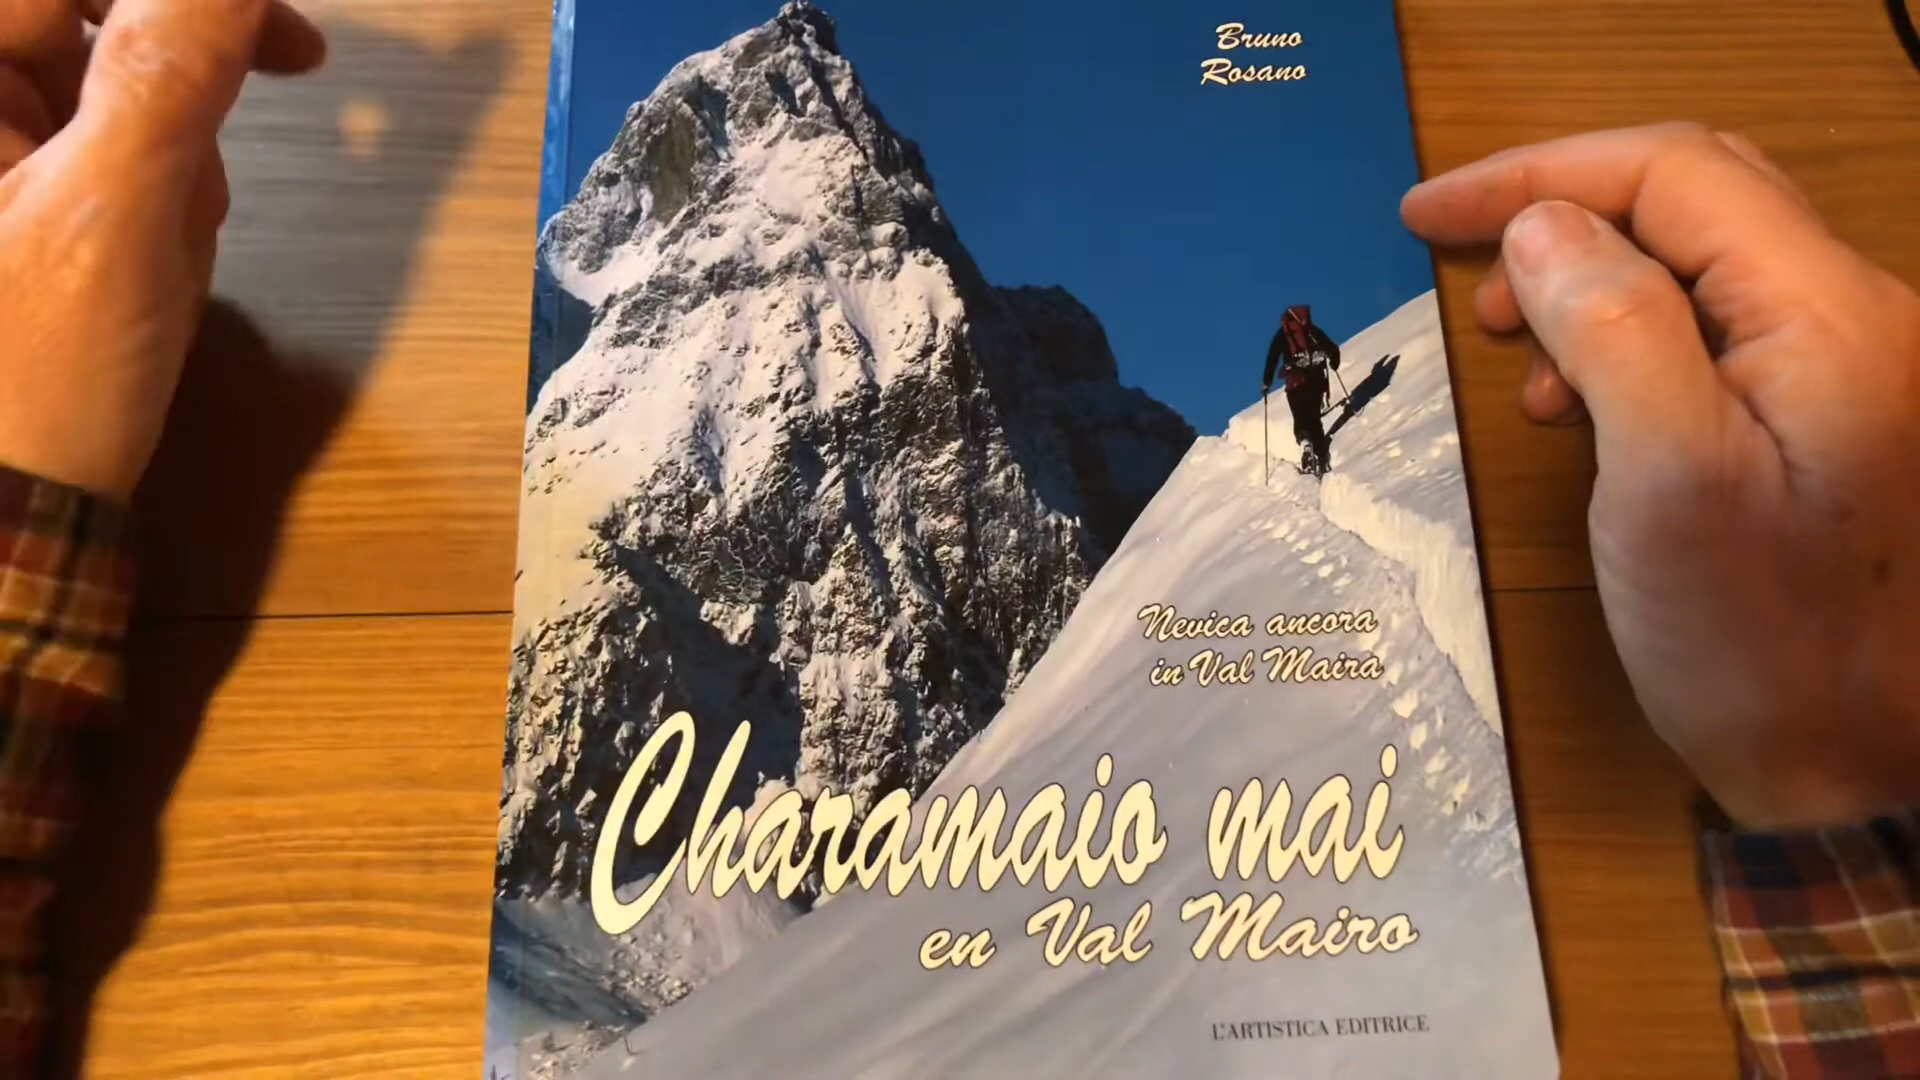 Bruno
Rosano
Nevica ancora
in Val Maira
Charamaio mai
en Val Mairo
L'ARTISTICA EDITRICE